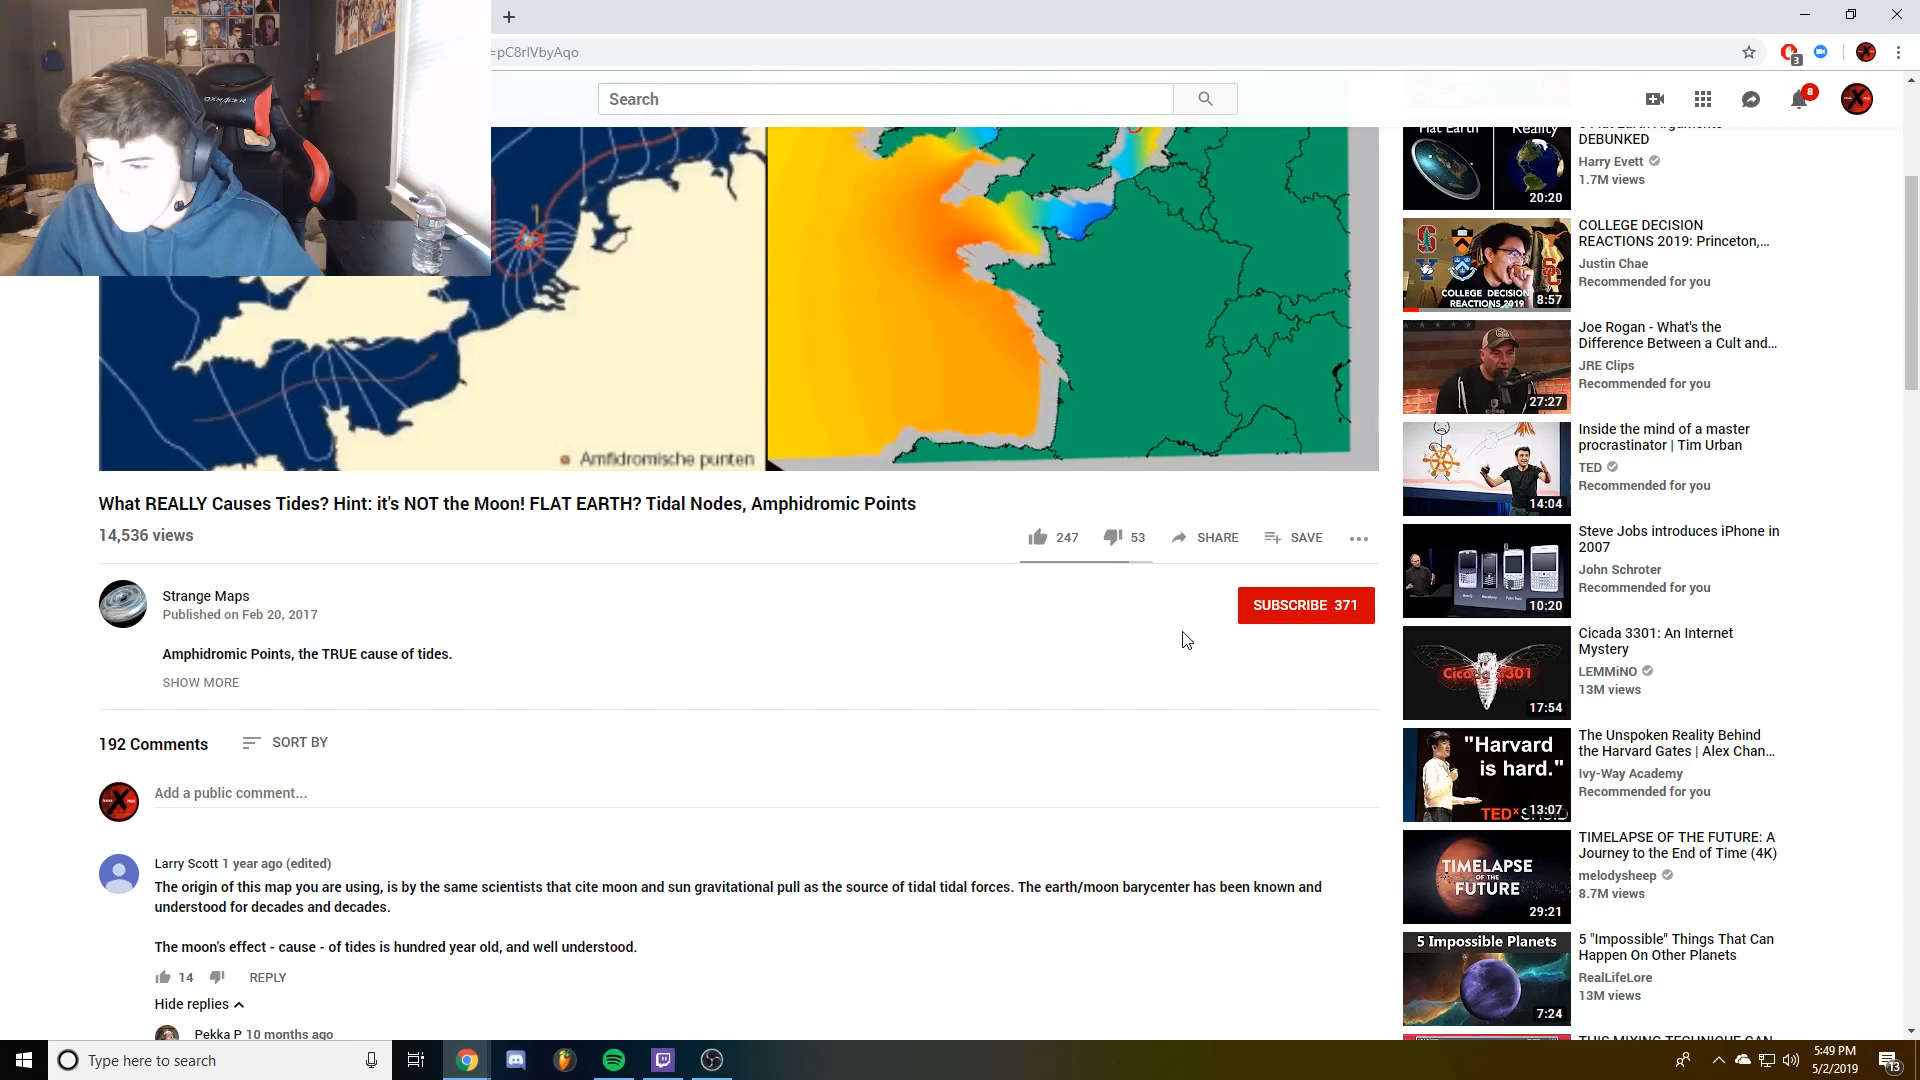 =pC8rlVbyAqo
3
Search
8
OXRACER
1
Amfidromische punten
What REALLY Causes Tides? Hint: it's NOT the Moon! FLAT EARTH? Tidal Nodes, Amphidromic Points
14,536 views
247
53
SHARE
SAVE
Strange Maps
Published on Feb 20, 2017
SUBSCRIBE 371
Amphidromic Points, the TRUE cause of tides.
SHOW MORE
192 Comments
SORT BY
Add a public comment...
Larry Scott 1 year ago (edited)
The origin of this map you are using, is by the same scientists that cite moon and sun gravitational pull as the source of tidal tidal forces. The earth/moon barycenter has been known and
understood for decades and decades.
The moon's effect - cause - of tides is hundred year old, and well understood.
14
REPLY
Hide replies
Pekka P 10 months ago
Flat Earth Reality
20:20
DEBUNKED
Harry Evett
1.7M views
COLLEGE DECISION
REACTIONS 2019
8:57
COLLEGE DECISION
REACTIONS 2019: Princeton,...
Justin Chae
Recommended for you
27:27
Joe Rogan - What's the
Difference Between a Cult and...
JRE Clips
Recommended for you
14:04
Inside the mind of a master
procrastinator | Tim Urban
TED
Recommended for you
10:20
Steve Jobs introduces iPhone in
2007
John Schroter
Recommended for you
Cicada 3301
17:54
Cicada 3301: An Internet
Mystery
LEMMiNO
13M views
"Harvard
is hard."
TEDx
13:07
The Unspoken Reality Behind
the Harvard Gates | Alex Chan...
Ivy-Way Academy
Recommended for you
TIMELAPSE
OF THE
FUTURE
29:21
TIMELAPSE OF THE FUTURE: A
Journey to the End of Time (4K)
melodysheep
8.7M views
5 Impossible Planets
7:24
5 "Impossible" Things That Can
Happen On Other Planets
RealLifeLore
13M views
Type here to search
5:49 PM
5/2/2019
13